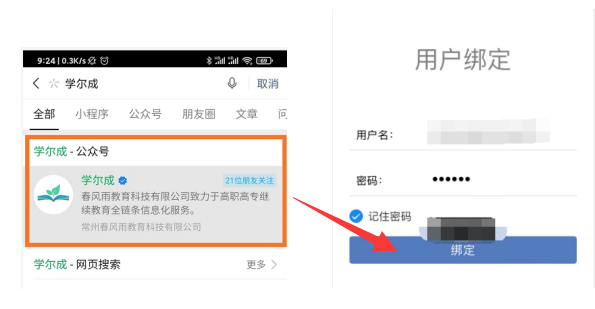 9:24 | 0.3K/s
69
学尔成
取消
全部 小程序 公众号 朋友圈 文章
学尔成 - 公众号
学尔成
21位朋友关注
春风雨教育科技有限公司致力于高职高专继
续教育全链条信息化服务。
常州春风雨教育科技有限公司
学尔成 - 网页搜索
更多
用户绑定
用户名:
密码: ••••••
记住密码
绑定